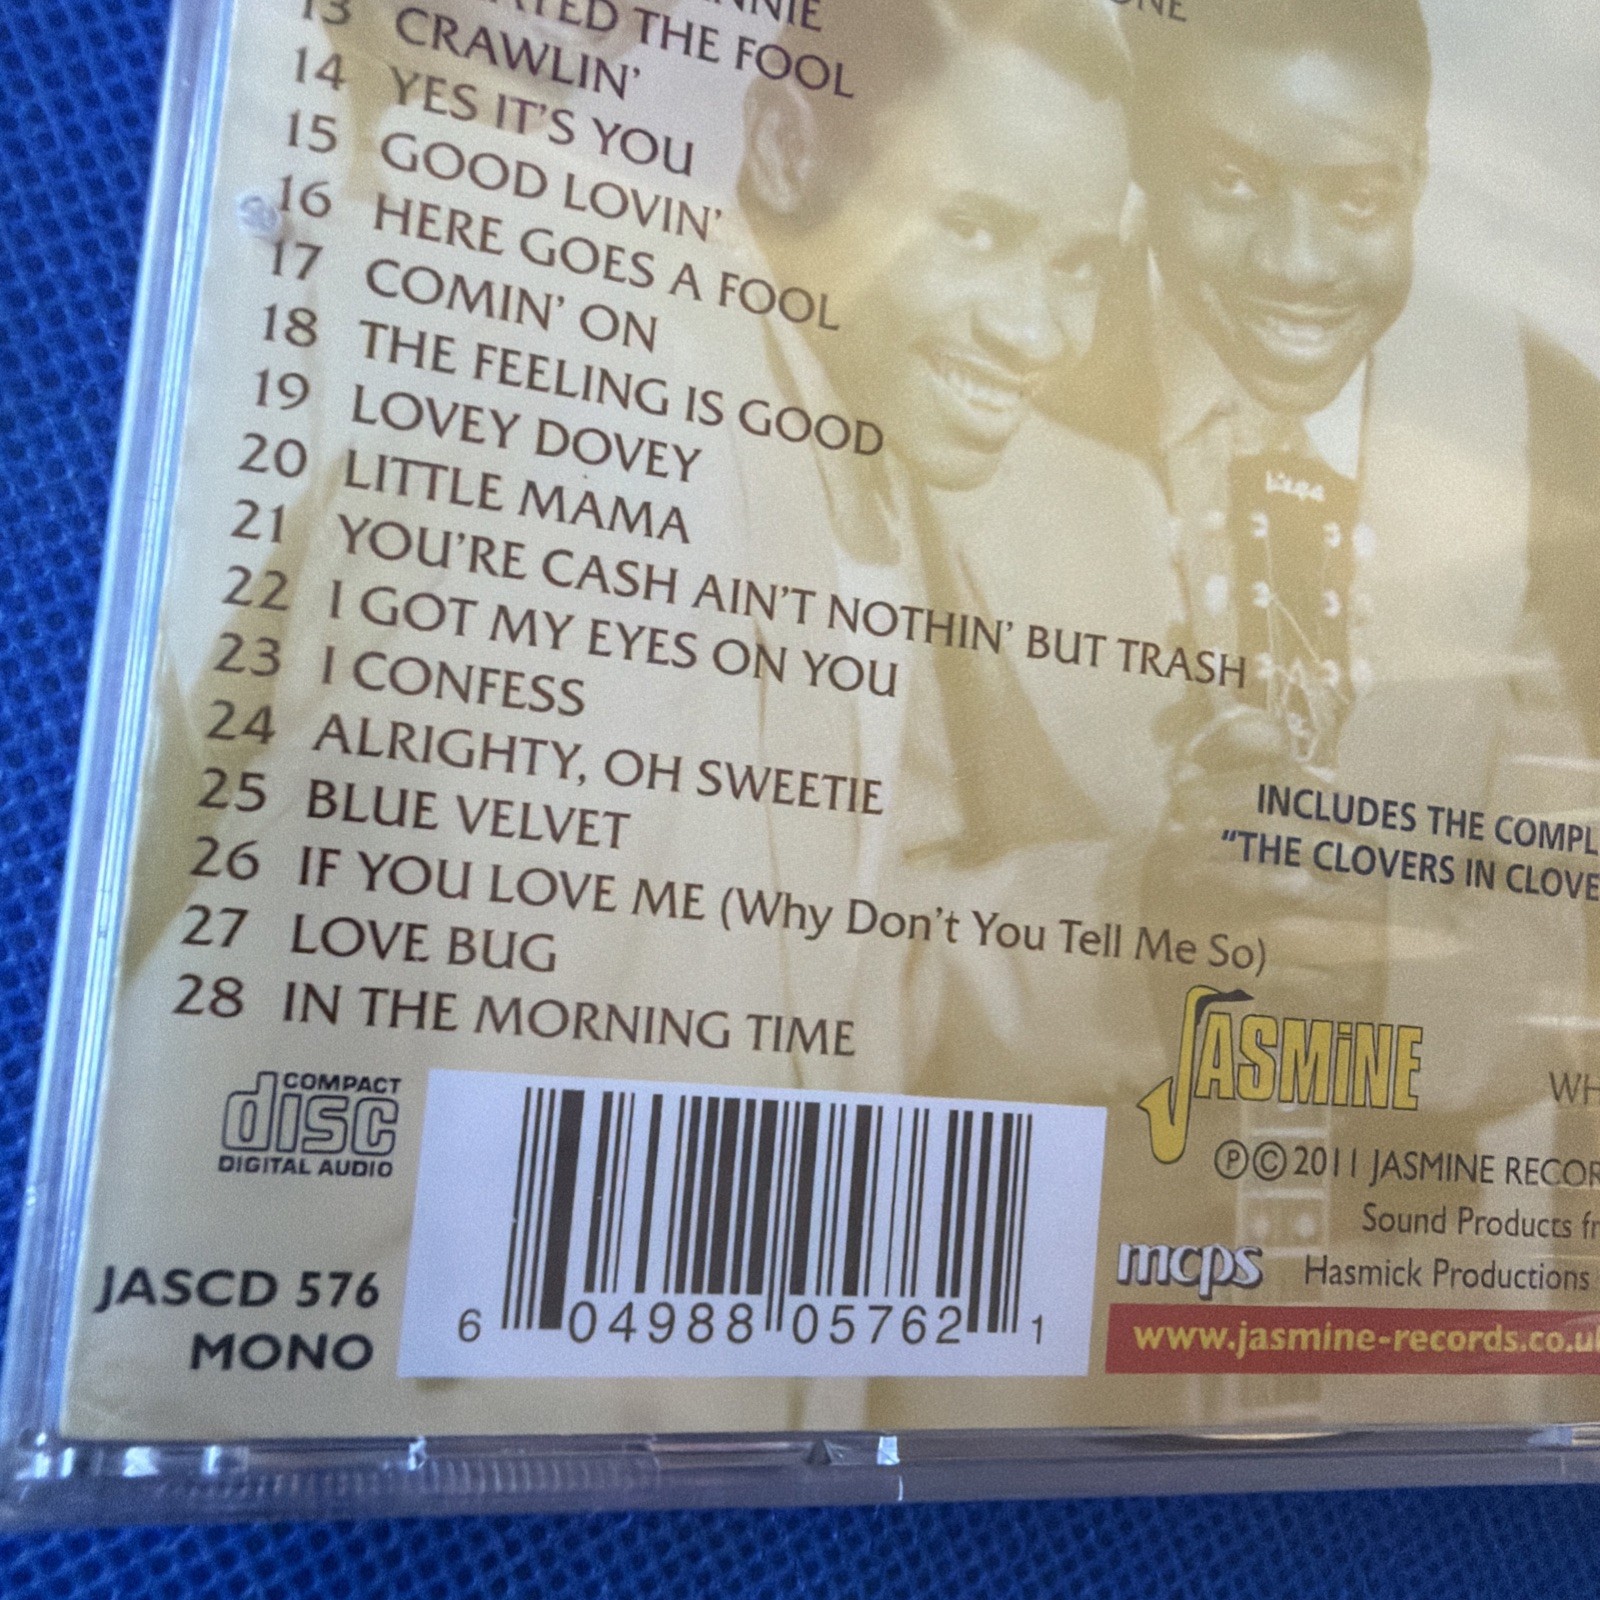 THE FOOL
13 CRAWLIN'
14 YES IT'S YOU
15 GOOD LOVIN'
16 HERE GOES A FOOL
17 COMIN' ON
18 THE FEELING IS GOOD
19 LOVEY DOVEY
20 LITTLE MAMA
21 YOU'RE CASH AIN'T NOTHIN' BUT TRASH
22 I GOT MY EYES ON YOU
23 I CONFESS
24 ALRIGHTY, OH SWEETIE
25 BLUE VELVET
26 IF YOU LOVE ME (Why Don't You Tell Me So)
27 LOVE BUG
28 IN THE MORNING TIME
INCLUDES THE COMPL
"THE CLOVERS IN CLOVE
JASMiNE
WH
℗©2011 JASMINE RECOR
Sound Products fr
mcps Hasmick Productions
www.jasmine-records.co.uk
COMPACT
disc
DIGITAL AUDIO
JASCD 576
MONO
6 04988 05762 1